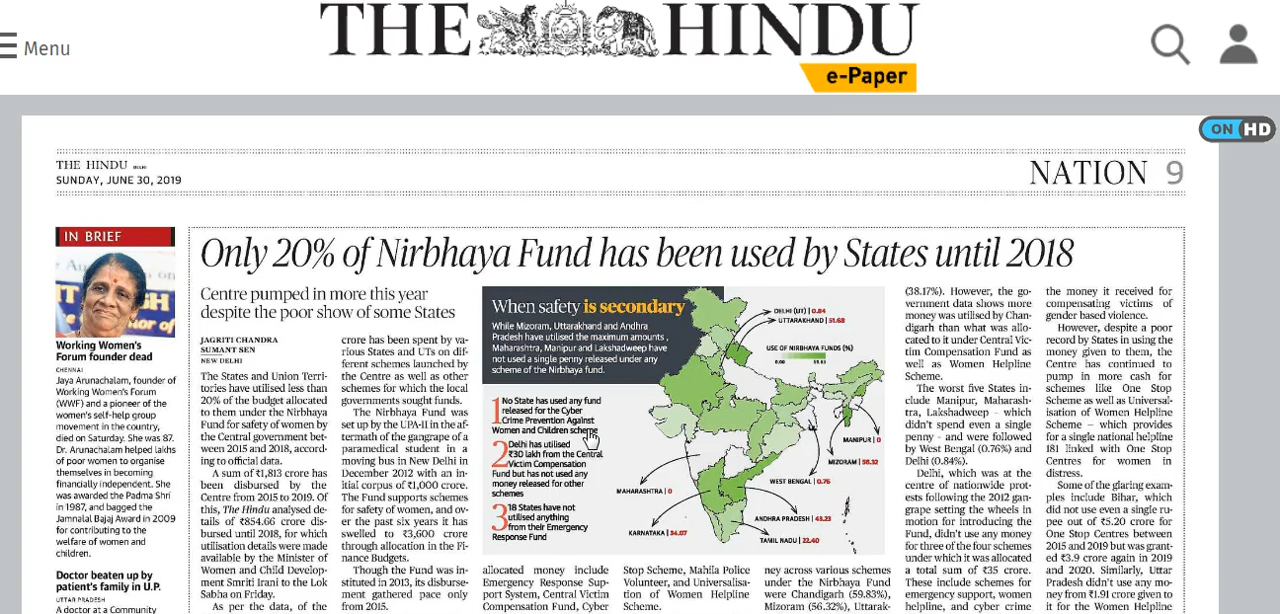 Menu
THE HINDU
e-Paper
ON HD
THE HINDU
SUNDAY, JUNE 30, 2019
NATION 9
IN BRIEF
Working Women's
Forum founder dead
CHENNAI
Jaya Arunachalam, founder of
Working Women's Forum
(WWF) and a pioneer of the
women's self-help group
movement in the country,
died on Saturday. She was 87.
Dr. Arunachalam helped lakhs
of poor women to organise
themselves in becoming
financially independent. She
was awarded the Padma Shri
in 1987, and bagged the
Jamnalal Bajaj Award in 2009
for contributing to the
welfare of women and
children.
Doctor beaten up by
patient's family in U.P.
UTTAR PRADESH
A doctor at a Community
Only 20% of Nirbhaya Fund has been used by States until 2018
Centre pumped in more this year
despite the poor show of some States
JAGRITI CHANDRA
SUMANT SEN
NEW DELHI
The States and Union Terri-
tories have utilised less than
20% of the budget allocated
to them under the Nirbhaya
Fund for safety of women by
the Central government bet-
ween 2015 and 2018, accord-
ing to official data.
A sum of ₹1,813 crore has
been disbursed by the
Centre from 2015 to 2019. Of
this, The Hindu analysed de-
tails of ₹854.66 crore dis-
bursed until 2018, for which
utilisation details were made
available by the Minister of
Women and Child Develop-
ment Smriti Irani to the Lok
Sabha on Friday.
As per the data, of the
crore has been spent by va-
rious States and UTs on dif-
ferent schemes launched by
the Centre as well as other
schemes for which the local
governments sought funds.
The Nirbhaya Fund was
set up by the UPA-II in the af-
termath of the gangrape of a
paramedical student in a
moving bus in New Delhi in
December 2012 with an in-
itial corpus of ₹1,000 crore.
The Fund supports schemes
for safety of women, and ov-
er the past six years it has
swelled to ₹3,600 crore
through allocation in the Fi-
nance Budgets.
Though the Fund was in-
stituted in 2013, its disburse-
ment gathered pace only
from 2015.
When safety is secondary
While Mizoram, Uttarakhand and Andhra
Pradesh have utilised the maximum amounts ,
Maharashtra, Manipur and Lakshadweep have
not used a single penny released under any
scheme of the Nirbhaya fund.
1 No State has used any fund
released for the Cyber
Crime Prevention Against
Women and Children scheme
2 Delhi has utilised
₹30 lakh from the Central
Victim Compensation
Fund but has not used any
money released for other
schemes
3 18 States have not
utilised anything
from their Emergency
Response Fund
DELHI (UT) | 0.84
UTTARAKHAND | 51.68
USE OF NIRBHAYA FUNDS (%)
0.00
MANIPUR | 0
MIZORAM | 56.32
WEST BENGAL | 0.76
MAHARASHTRA | 0
ANDHRA PRADESH | 43.23
KARNATAKA | 34.07
TAMIL NADU | 22.40
allocated money include
Emergency Response Sup-
port System, Central Victim
Compensation Fund, Cyber
Stop Scheme, Mahila Police
Volunteer, and Universalisa-
tion of Women Helpline
Scheme.
ney across various schemes
under the Nirbhaya Fund
were Chandigarh (59.83%),
Mizoram (56.32%), Uttarak-
(38.17%). However, the go-
vernment data shows more
money was utilised by Chan-
digarh than what was allo-
cated to it under Central Vic-
tim Compensation Fund as
well as Women Helpline
Scheme.
The worst five States in-
clude Manipur, Maharash-
tra, Lakshadweep - which
didn't spend even a single
penny - and were followed
by West Bengal (0.76%) and
Delhi (0.84%).
Delhi, which was at the
centre of nationwide prot-
ests following the 2012 gan-
grape setting the wheels in
motion for introducing the
Fund, didn't use any money
for three of the four schemes
under which it was allocated
a total sum of ₹35 crore.
These include schemes for
emergency support, women
helpline, and cyber crime
the money it received for
compensating victims of
gender based violence.
However, despite a poor
record by States in using the
money given to them, the
Centre has continued to
pump in more cash for
schemes like One Stop
Scheme as well as Universal-
isation of Women Helpline
Scheme – which provides
for a single national helpline
181 linked with One Stop
Centres for women in
distress.
Some of the glaring exam-
ples include Bihar, which
did not use even a single ru-
pee out of ₹5.20 crore for
One Stop Centres between
2015 and 2019 but was grant-
ed ₹3.9 crore again in 2019
and 2020. Similarly, Uttar
Pradesh didn't use any mo-
ney from ₹1.91 crore given to
it for the Women Helpline